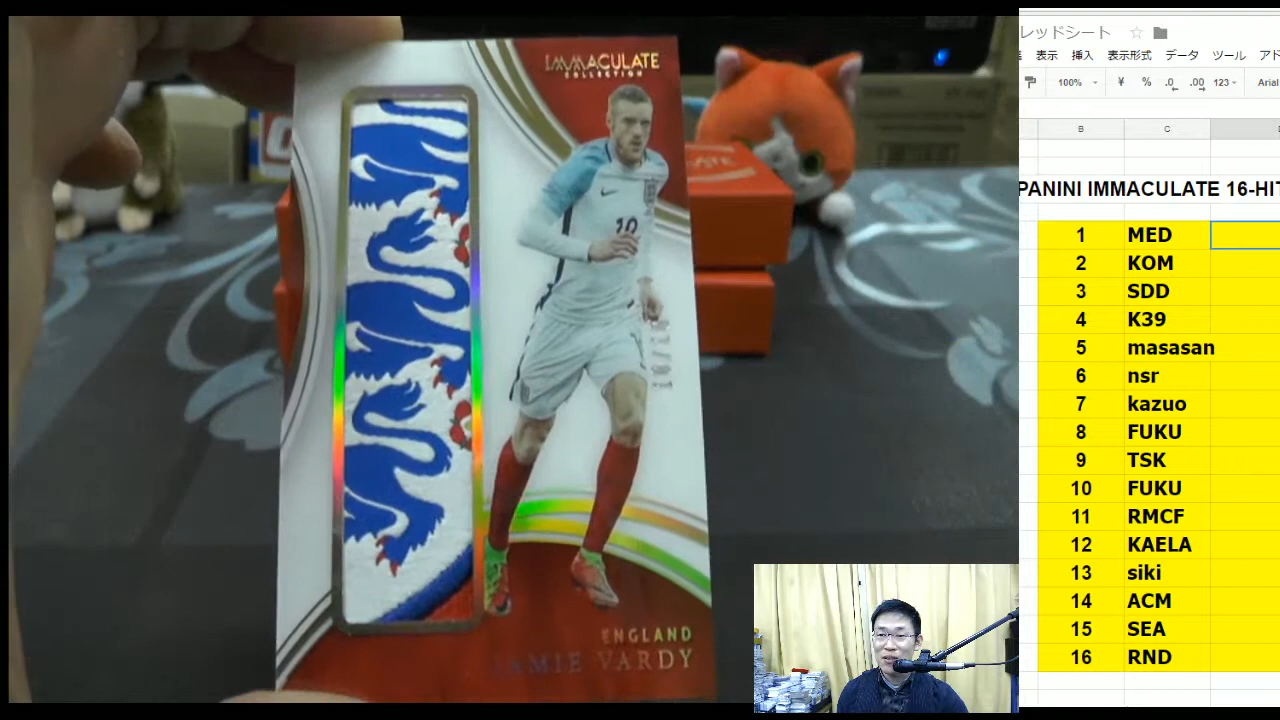 IMMACULATE
COLLECTION
10
ENGLAND
JAMIE VARDY
レッドシート
表示 挿入 表示形式 データ ツール アド
100% ¥ % .0 .00 123 Arial
B C
PANINI IMMACULATE 16-HIT
1 MED
2 KOM
3 SDD
4 K39
5 masasan
6 nsr
7 kazuo
8 FUKU
9 TSK
10 FUKU
11 RMCF
12 KAELA
13 siki
14 ACM
15 SEA
16 RND